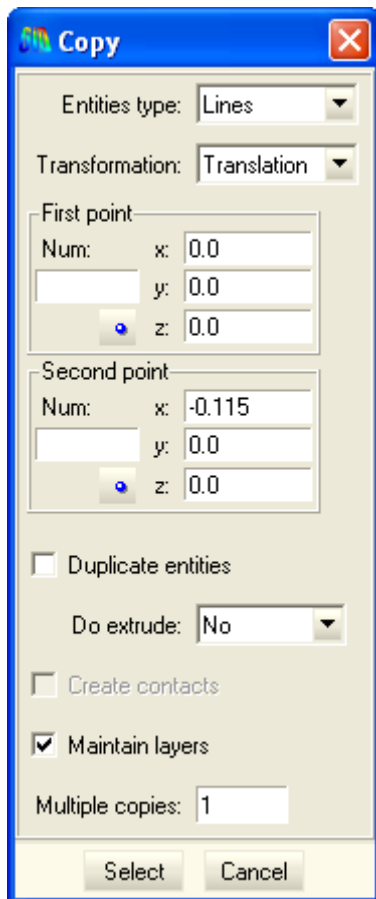 Copy
Entities type: Lines
Transformation: Translation
First point
Num: x: 0.0
y: 0.0
z: 0.0
Second point
Num: x: -0.115
y: 0.0
z: 0.0
Duplicate entities
Do extrude: No
Create contacts
Maintain layers
Multiple copies: 1
Select Cancel